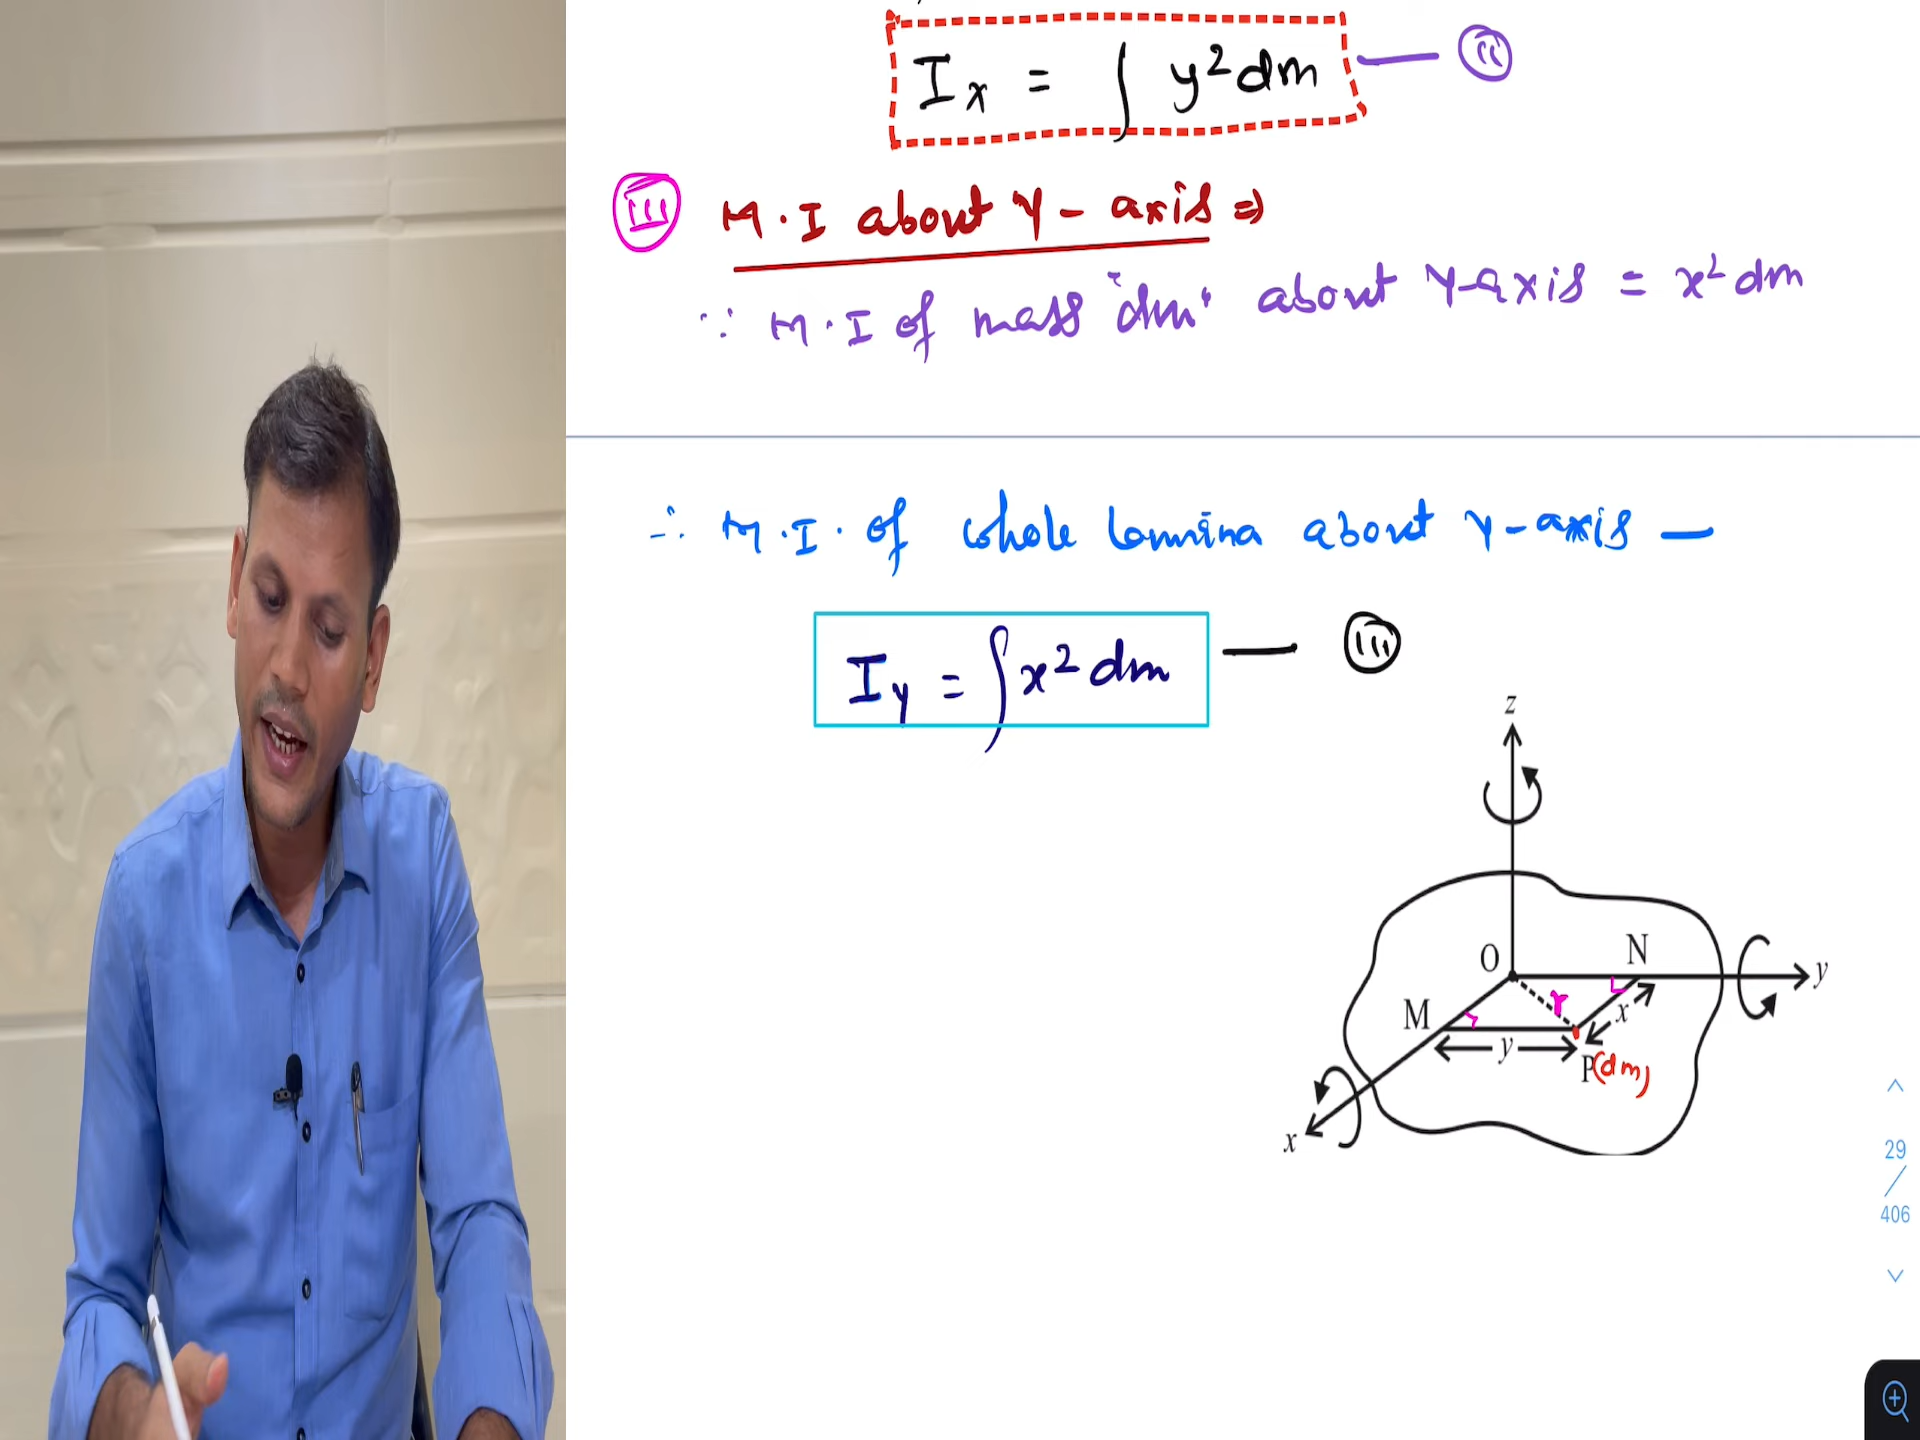 Ix = ∫ y²dm — (ii)
(iii) M.I about Y-axis ⇒
∵ M.I of mass "dm" about Y-axis = x²dm
∴ M.I. of whole lamina about Y-axis —
Iy = ∫x²dm — (iii)
z
O N y
M r x
y
P(dm)
x
29
/
406